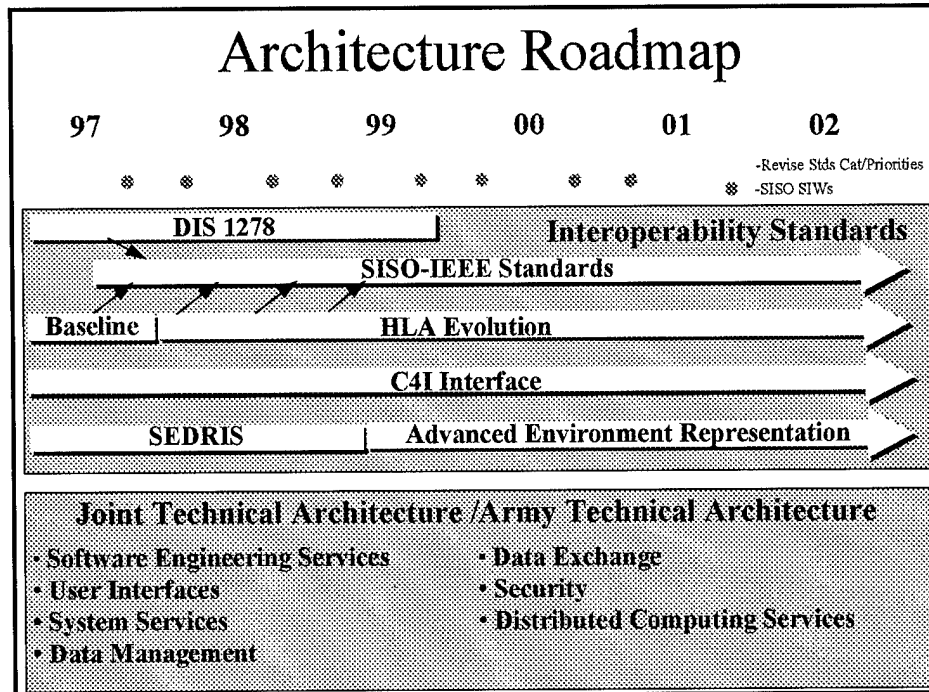 Architecture Roadmap
97 98 99 00 01 02
-Revise Stds Cat/Priorities
-SISO SIWs
DIS 1278
Interoperability Standards
SISO-IEEE Standards
Baseline
HLA Evolution
C4I Interface
SEDRIS
Advanced Environment Representation
Joint Technical Architecture /Army Technical Architecture
• Software Engineering Services
• User Interfaces
• System Services
• Data Management
• Data Exchange
• Security
• Distributed Computing Services